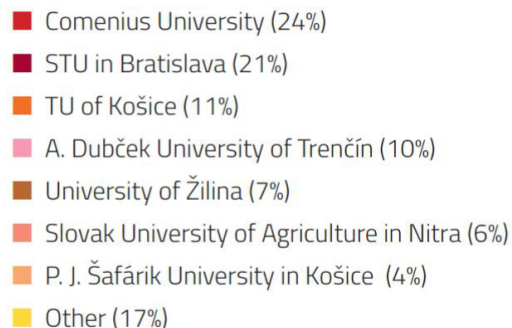 Comenius University (24%)
STU in Bratislava (21%)
TU of Košice (11%)
A. Dubček University of Trenčín (10%)
University of Žilina (7%)
Slovak University of Agriculture in Nitra (6%)
P. J. Šafárik University in Košice (4%)
Other (17%)